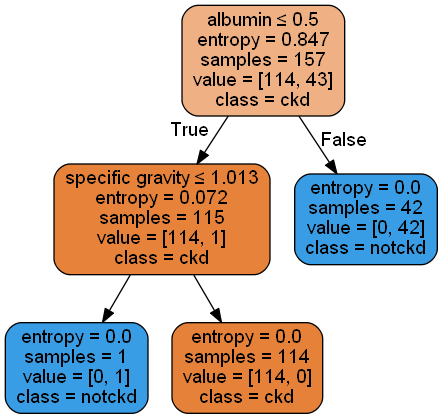 albumin ≤ 0.5
entropy = 0.847
samples = 157
value = [114, 43]
class = ckd
True
False
specific gravity ≤ 1.013
entropy = 0.072
samples = 115
value = [114, 1]
class = ckd
entropy = 0.0
samples = 42
value = [0, 42]
class = notckd
entropy = 0.0
samples = 1
value = [0, 1]
class = notckd
entropy = 0.0
samples = 114
value = [114, 0]
class = ckd